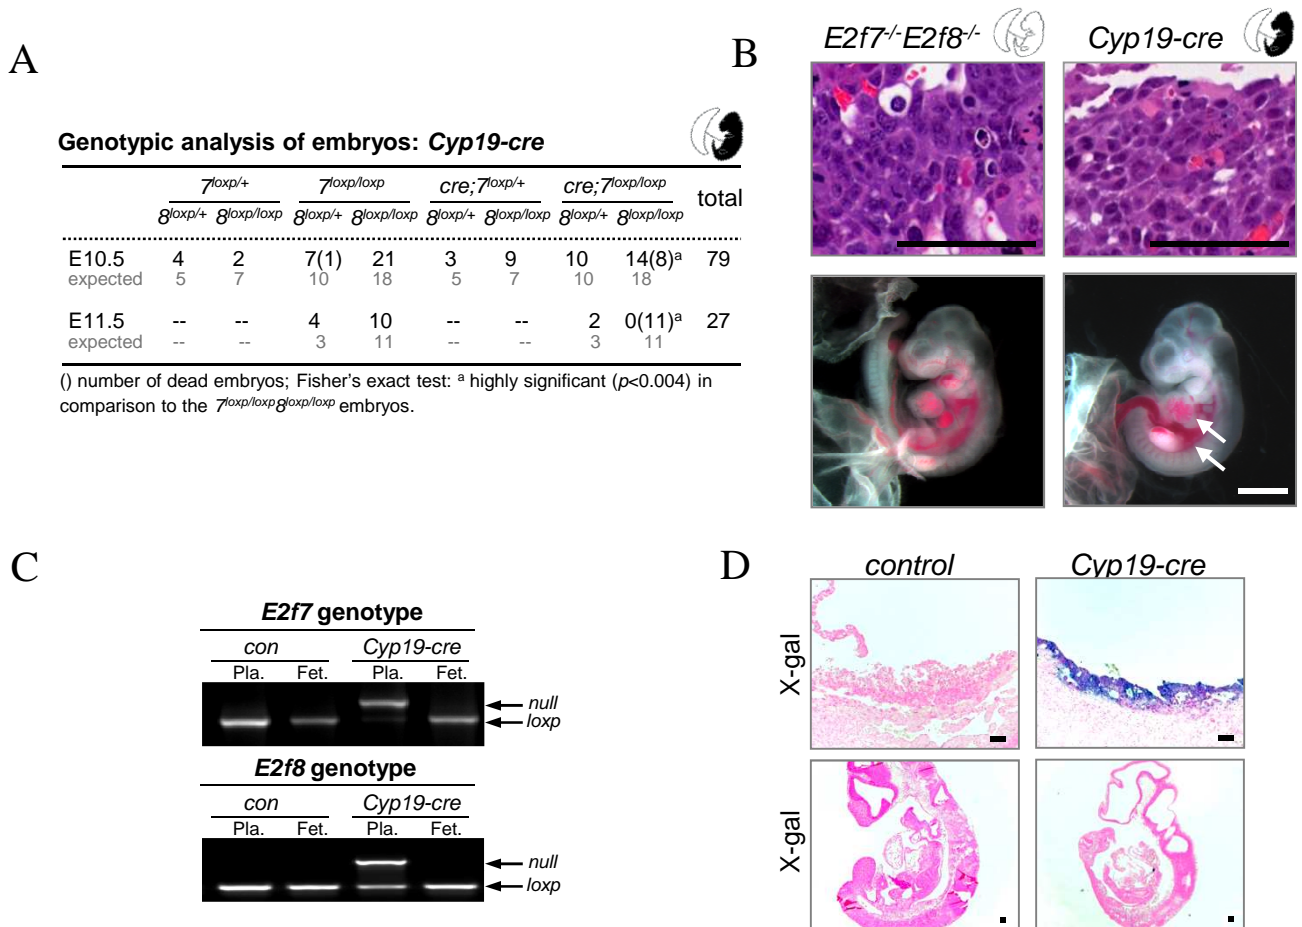 A
Genotypic analysis of embryos: Cyp19-cre
7loxp/+ 7loxp/loxp cre;7loxp/+ cre;7loxp/loxp total
8loxp/+ 8loxp/loxp 8loxp/+ 8loxp/loxp 8loxp/+ 8loxp/loxp 8loxp/+ 8loxp/loxp
E10.5 4 2 7(1) 21 3 9 10 14(8)a 79
expected 5 7 10 18 5 7 10 18
E11.5 -- -- 4 10 -- -- 2 0(11)a 27
expected -- -- 3 11 -- -- 3 11
() number of dead embryos; Fisher's exact test: a highly significant (p<0.004) in
comparison to the 7loxp/loxp8loxp/loxp embryos.
B
E2f7-/-E2f8-/- Cyp19-cre
C
E2f7 genotype
con Cyp19-cre
Pla. Fet. Pla. Fet.
null
loxp
E2f8 genotype
con Cyp19-cre
Pla. Fet. Pla. Fet.
null
loxp
D
control Cyp19-cre
X-gal
X-gal